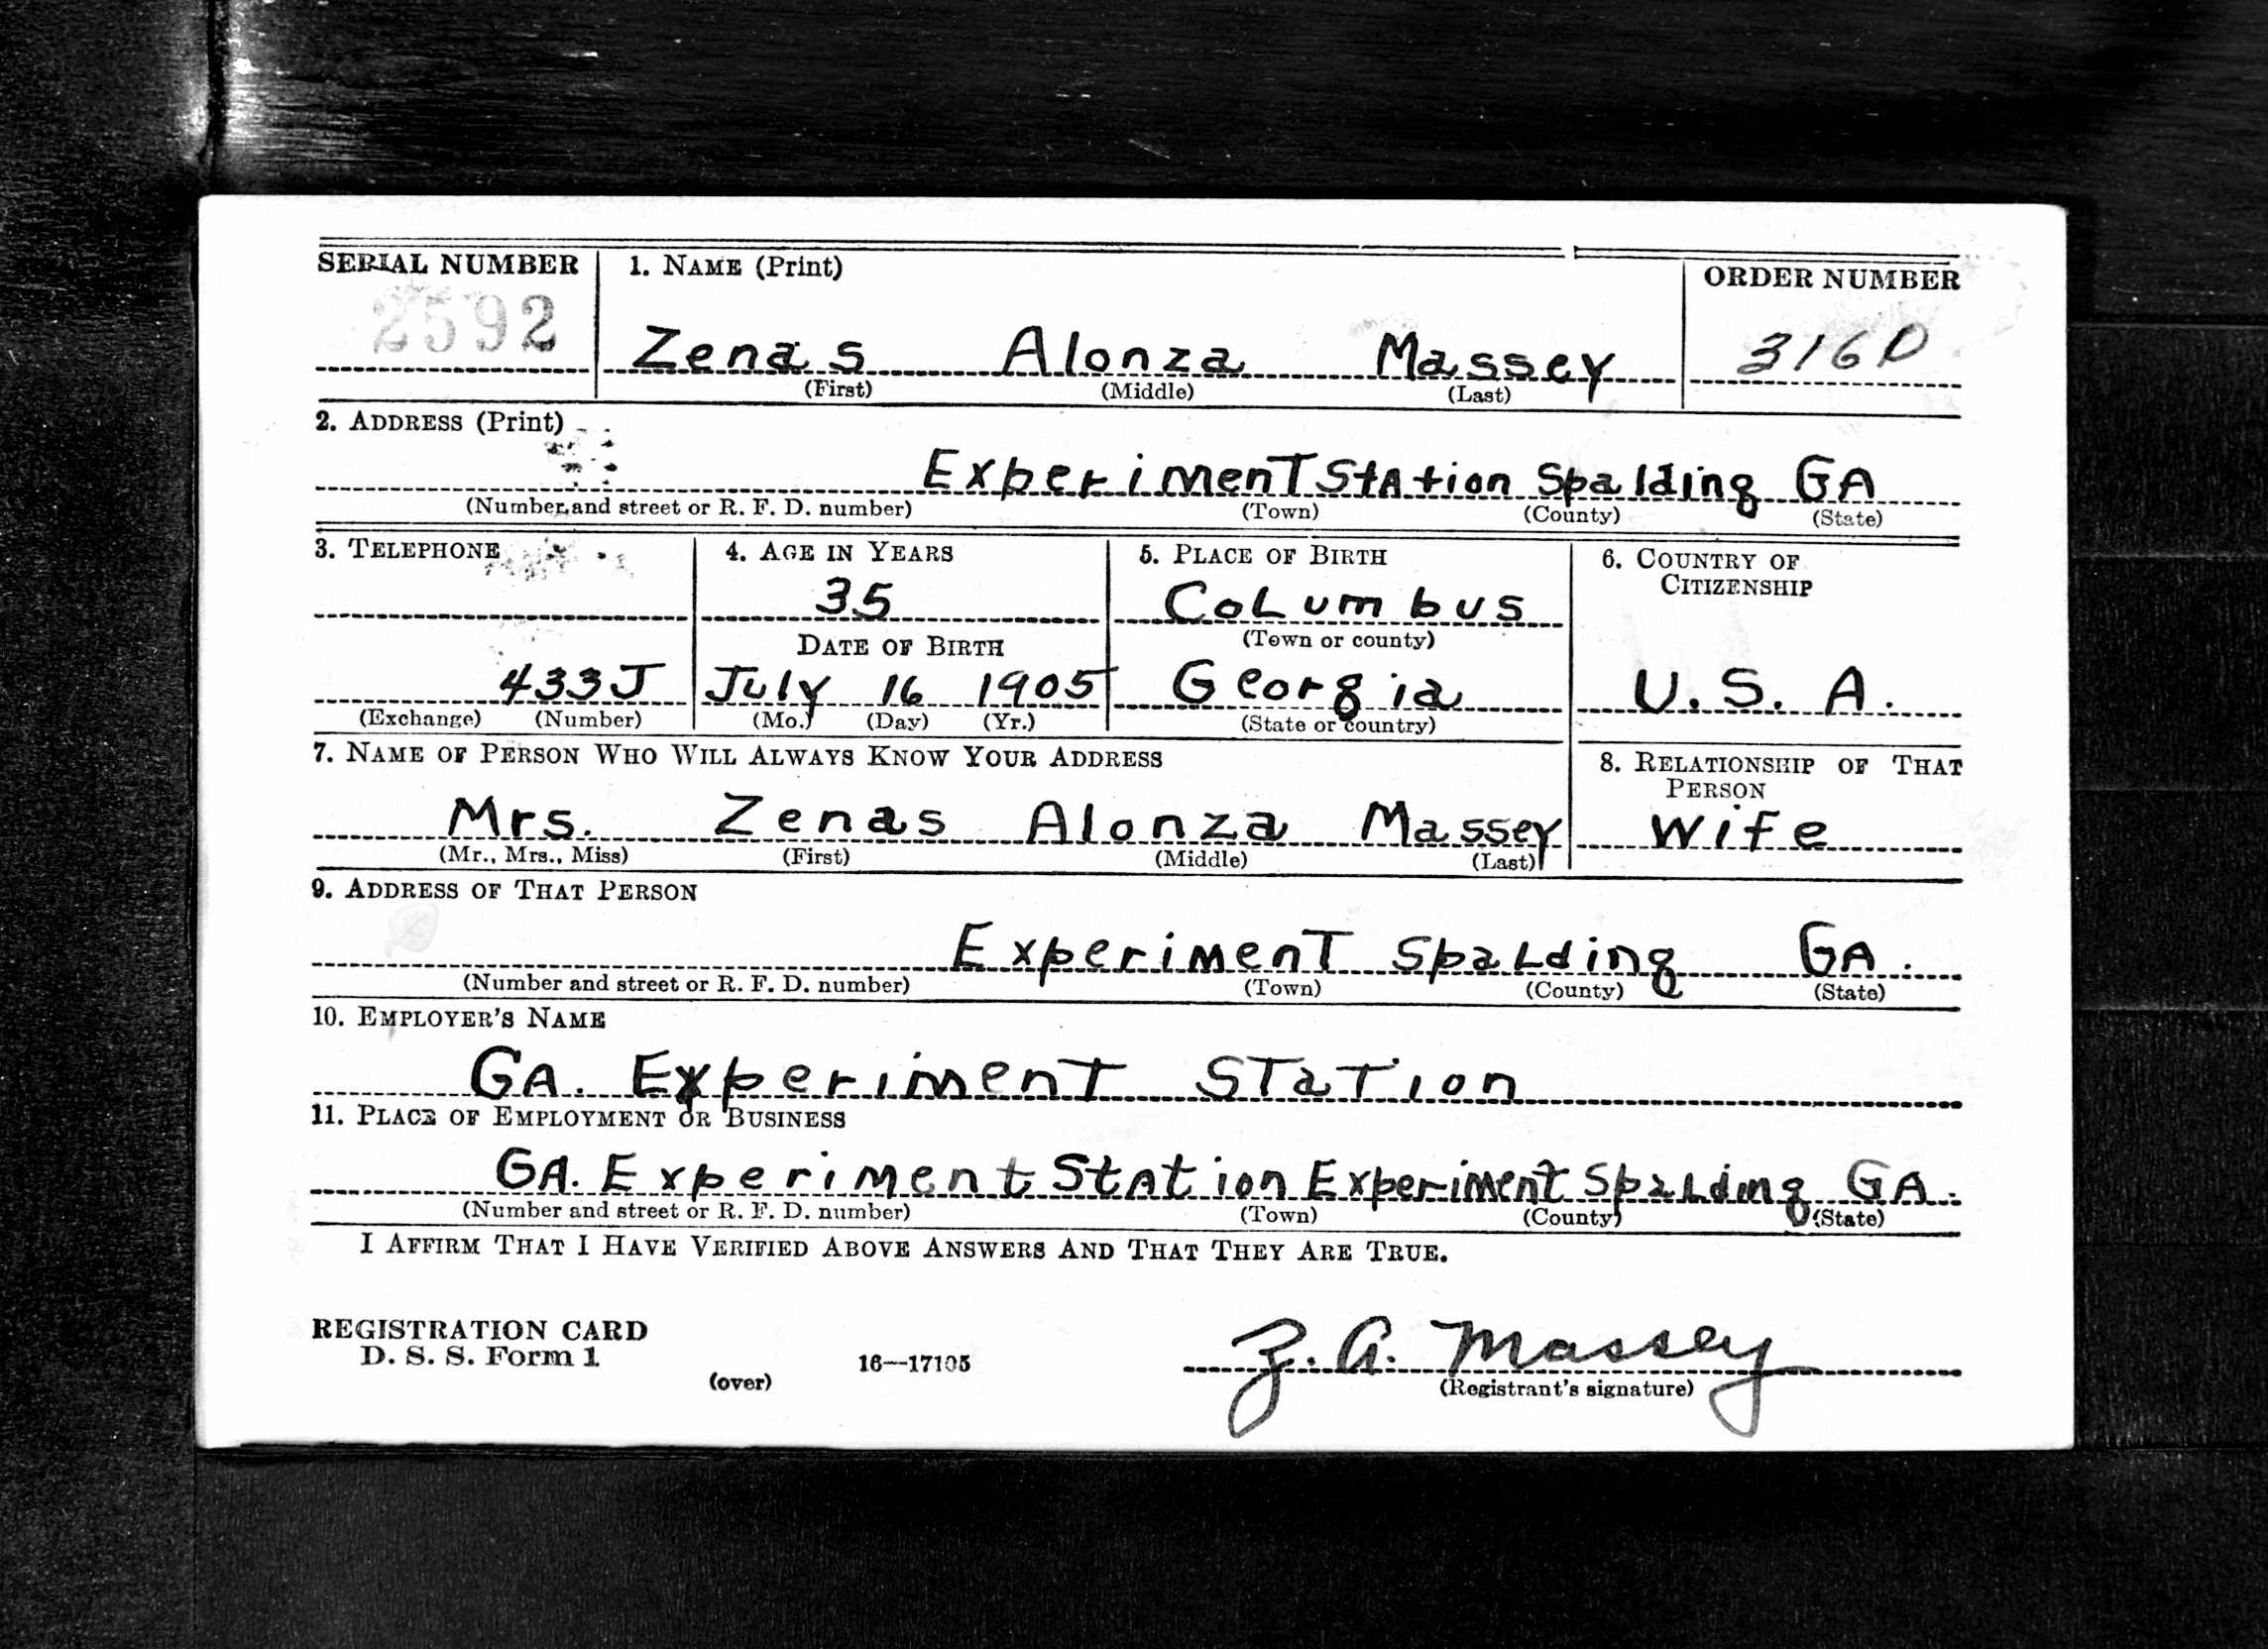 SERIAL NUMBER 1. NAME (Print) ORDER NUMBER
2592 Zenas Alonza Massey 316D
(First) (Middle) (Last)
2. ADDRESS (Print)
Experiment Station Spalding GA
(Number and street or R. F. D. number) (Town) (County) (State)
3. TELEPHONE 4. AGE IN YEARS 5. PLACE OF BIRTH 6. COUNTRY OF
CITIZENSHIP
35 Columbus
DATE OF BIRTH (Town or county)
433J July 16 1905 Georgia U. S. A.
(Exchange) (Number) (Mo.) (Day) (Yr.) (State or country)
7. NAME OF PERSON WHO WILL ALWAYS KNOW YOUR ADDRESS 8. RELATIONSHIP OF THAT
PERSON
Mrs. Zenas Alonza Massey Wife
(Mr., Mrs., Miss) (First) (Middle) (Last)
9. ADDRESS OF THAT PERSON
Experiment Spalding GA.
(Number and street or R. F. D. number) (Town) (County) (State)
10. EMPLOYER'S NAME
GA. Experiment Station
11. PLACE OF EMPLOYMENT OR BUSINESS
GA. Experiment Station Experiment Spalding GA.
(Number and street or R. F. D. number) (Town) (County) (State)
I AFFIRM THAT I HAVE VERIFIED ABOVE ANSWERS AND THAT THEY ARE TRUE.
REGISTRATION CARD
D. S. S. Form 1 16—17105 Z. A. Massey
(over) (Registrant's signature)